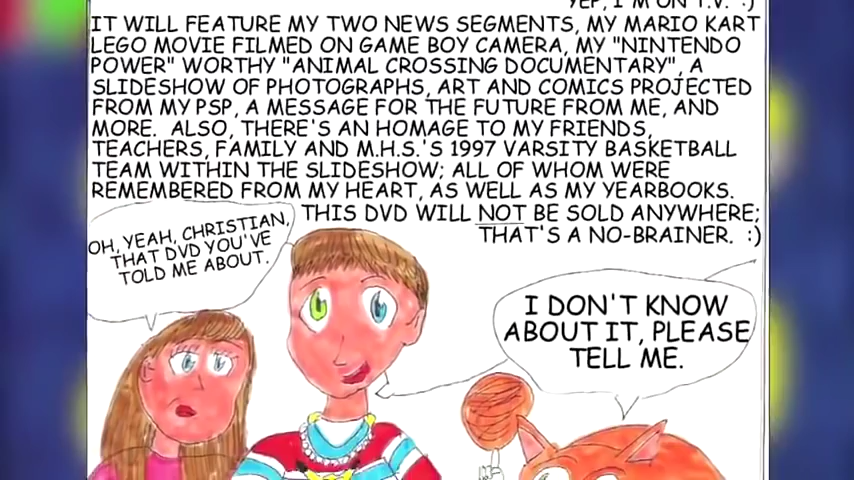 YEP, I'M ON T.V. :)
IT WILL FEATURE MY TWO NEWS SEGMENTS, MY MARIO KART
LEGO MOVIE FILMED ON GAME BOY CAMERA, MY "NINTENDO
POWER" WORTHY "ANIMAL CROSSING DOCUMENTARY", A
SLIDESHOW OF PHOTOGRAPHS, ART AND COMICS PROJECTED
FROM MY PSP, A MESSAGE FOR THE FUTURE FROM ME, AND
MORE. ALSO, THERE'S AN HOMAGE TO MY FRIENDS,
TEACHERS, FAMILY AND M.H.S.'S 1997 VARSITY BASKETBALL
TEAM WITHIN THE SLIDESHOW; ALL OF WHOM WERE
REMEMBERED FROM MY HEART, AS WELL AS MY YEARBOOKS.
THIS DVD WILL NOT BE SOLD ANYWHERE;
THAT'S A NO-BRAINER. :)
OH, YEAH, CHRISTIAN,
THAT DVD YOU'VE
TOLD ME ABOUT.
I DON'T KNOW
ABOUT IT, PLEASE
TELL ME.